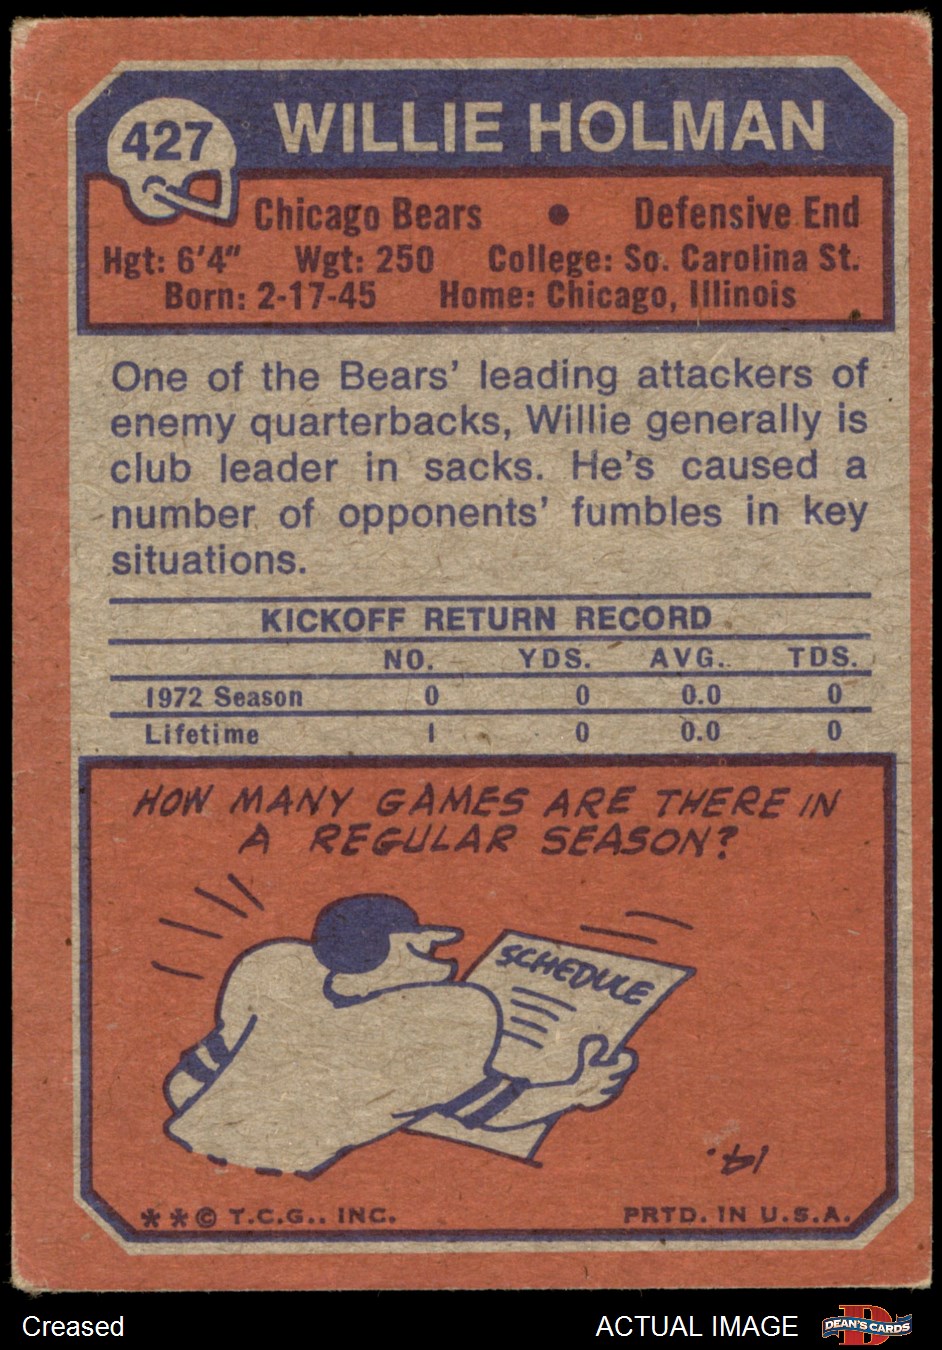 427
WILLIE HOLMAN
Chicago Bears • Defensive End
Hgt: 6'4" Wgt: 250 College: So. Carolina St.
Born: 2-17-45 Home: Chicago, Illinois
One of the Bears' leading attackers of
enemy quarterbacks, Willie generally is
club leader in sacks. He's caused a
number of opponents' fumbles in key
situations.
KICKOFF RETURN RECORD
NO. YDS. AVG. TDS.
1972 Season 0 0 0.0 0
Lifetime 1 0 0.0 0
HOW MANY GAMES ARE THERE IN
A REGULAR SEASON?
SCHEDULE
14.
**© T.C.G., INC. PRTD. IN U.S.A.
Creased
ACTUAL IMAGE
D
DEAN'S CARDS